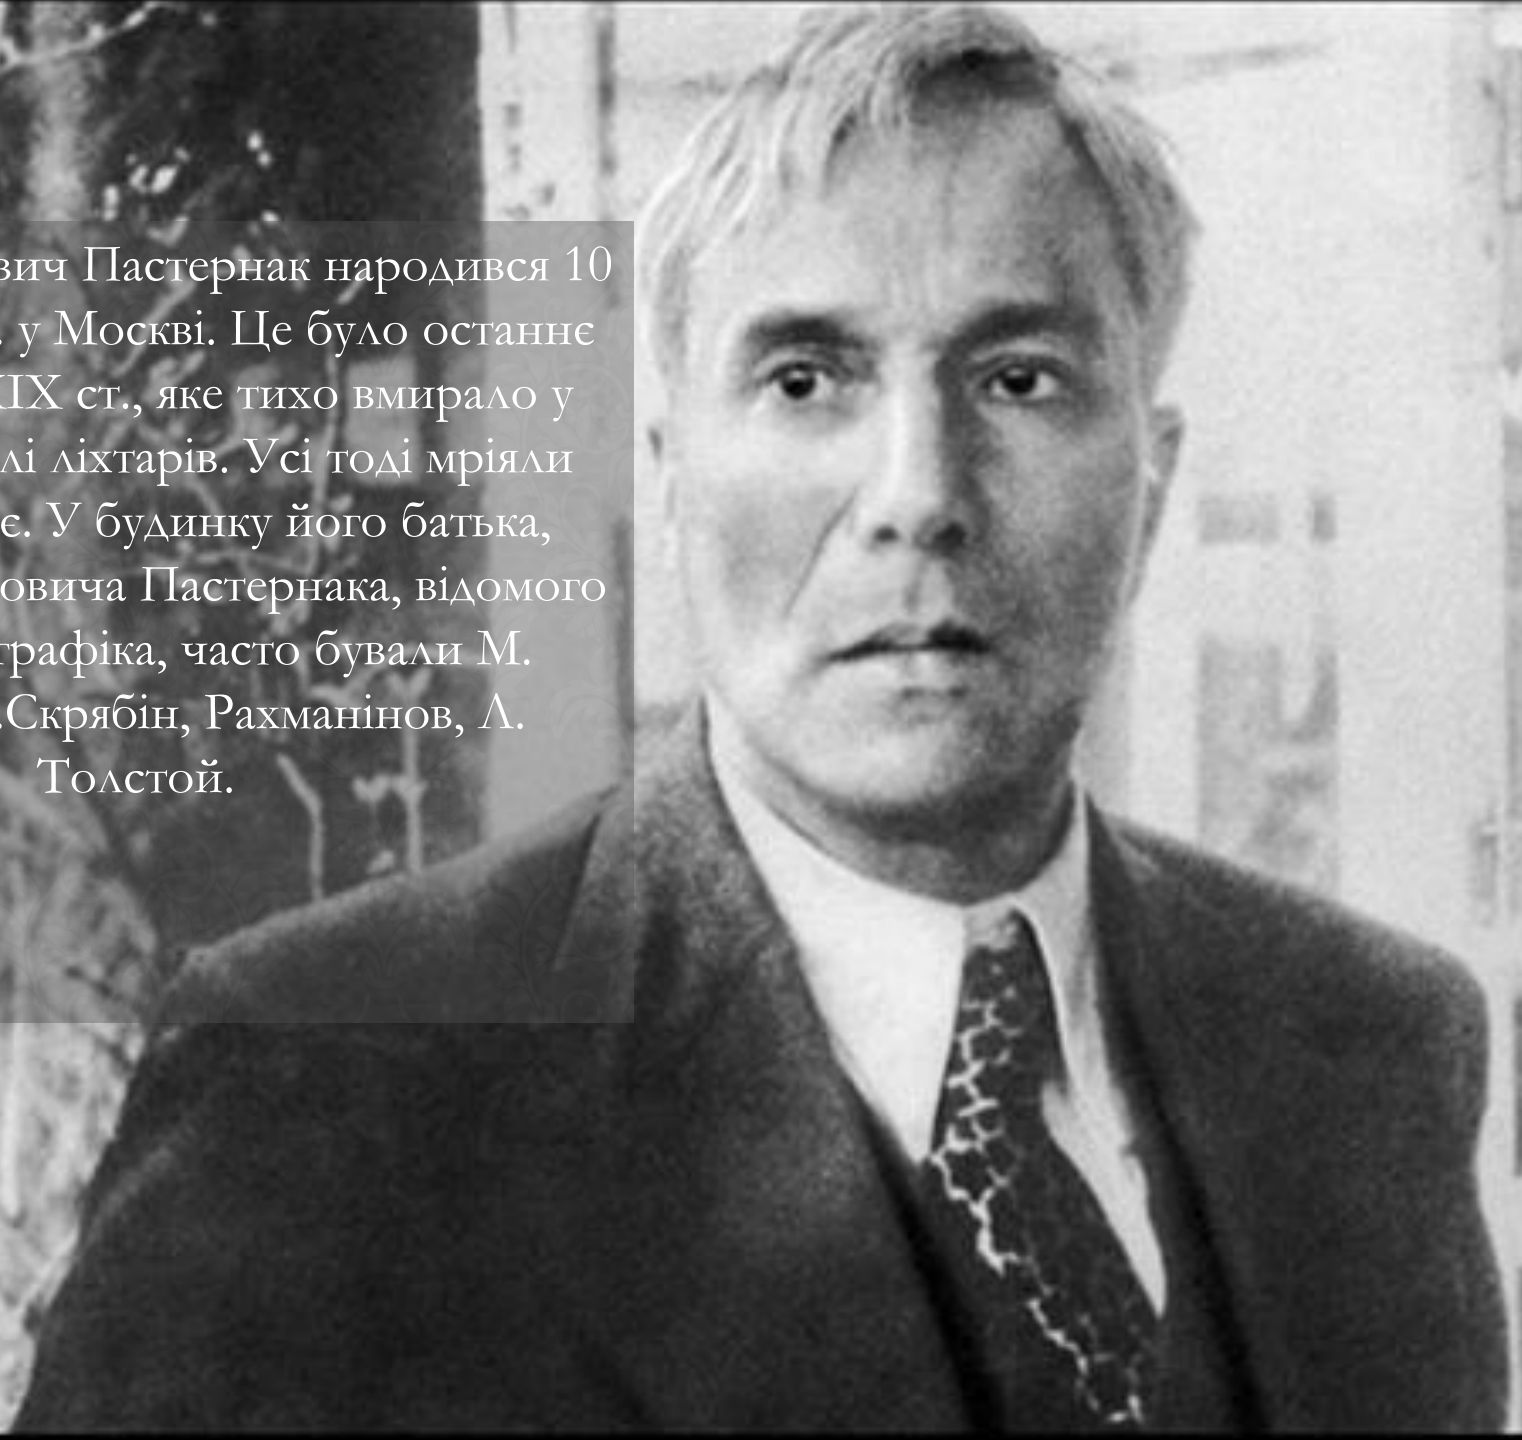 вич Пастернак народився 10
. у Москві. Це було останнє
ХІХ ст., яке тихо вмирало у
лі ліхтарів. Усі тоді мріяли
є. У будинку його батька,
овича Пастернака, відомого
графіка, часто бували М.
.Скрябін, Рахманінов, Л.
Толстой.